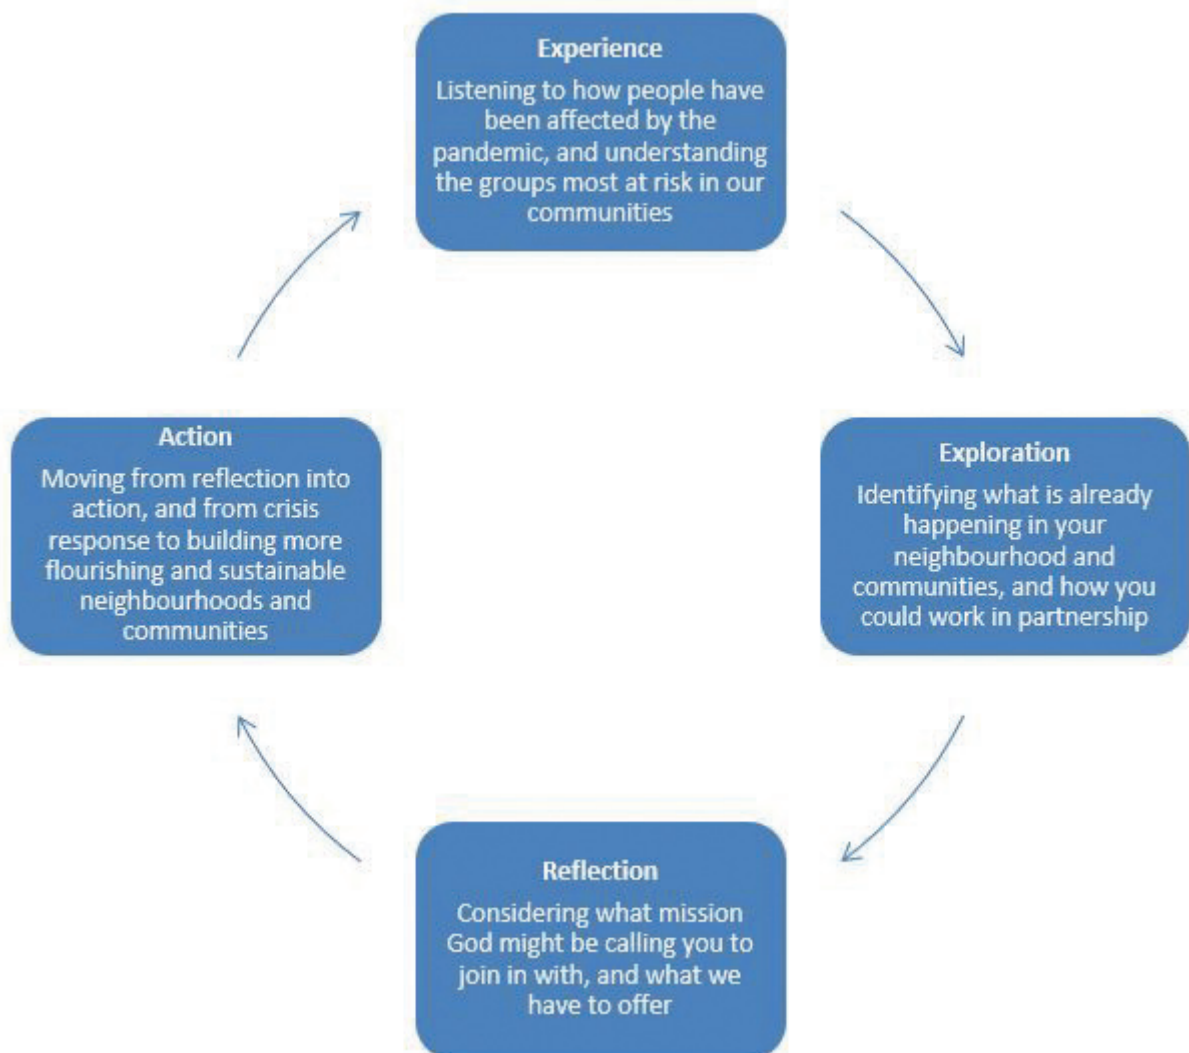 Experience
Listening to how people have
been affected by the
pandemic, and understanding
the groups most at risk in our
communities
Exploration
Identifying what is already
happening in your
neighbourhood and
communities, and how you
could work in partnership
Reflection
Considering what mission
God might be calling you to
join in with, and what we
have to offer
Action
Moving from reflection into
action, and from crisis
response to building more
flourishing and sustainable
neighbourhoods and
communities